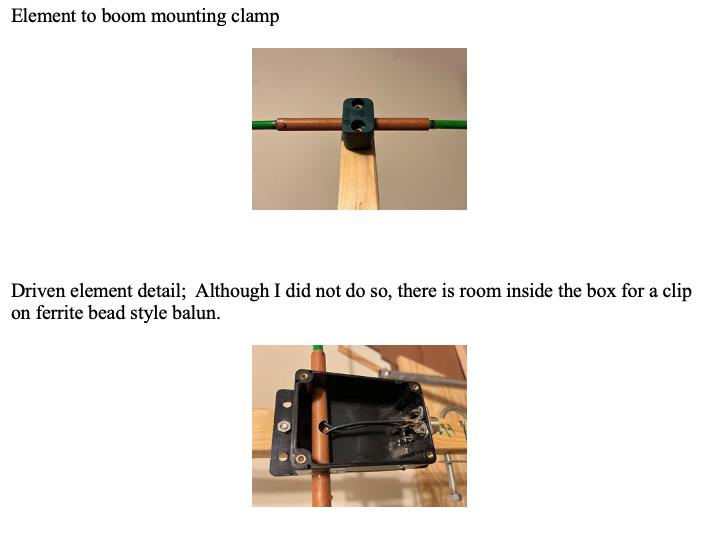 Element to boom mounting clamp
Driven element detail;  Although I did not do so, there is room inside the box for a clip
on ferrite bead style balun.